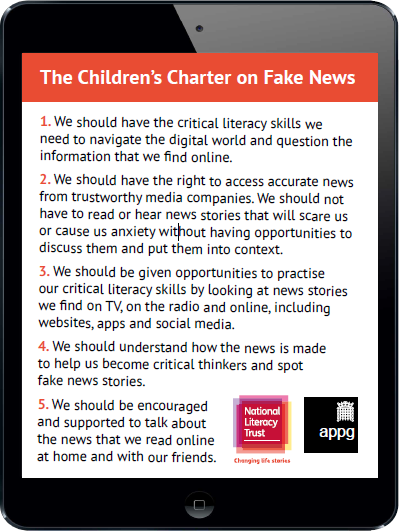 The Children's Charter on Fake News
1. We should have the critical literacy skills we
need to navigate the digital world and question the
information that we find online.
2. We should have the right to access accurate news
from trustworthy media companies. We should not
have to read or hear news stories that will scare us
or cause us anxiety without having opportunities to
discuss them and put them into context.
3. We should be given opportunities to practise
our critical literacy skills by looking at news stories
we find on TV, on the radio and online, including
websites, apps and social media.
4. We should understand how the news is made
to help us become critical thinkers and spot
fake news stories.
5. We should be encouraged
and supported to talk about
the news that we read online
at home and with our friends.
National
Literacy
Trust
Changing life stories
appg